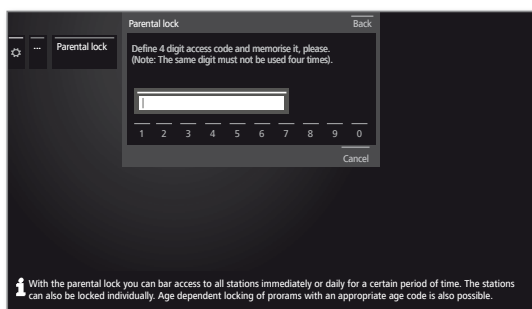 Parental lock Back
... Parental lock
Define 4 digit access code and memorise it, please.
(Note: The same digit must not be used four times).
1 2 3 4 5 6 7 8 9 0
Cancel
With the parental lock you can bar access to all stations immediately or daily for a certain period of time. The stations
can also be locked individually. Age dependent locking of prorams with an appropriate age code is also possible.